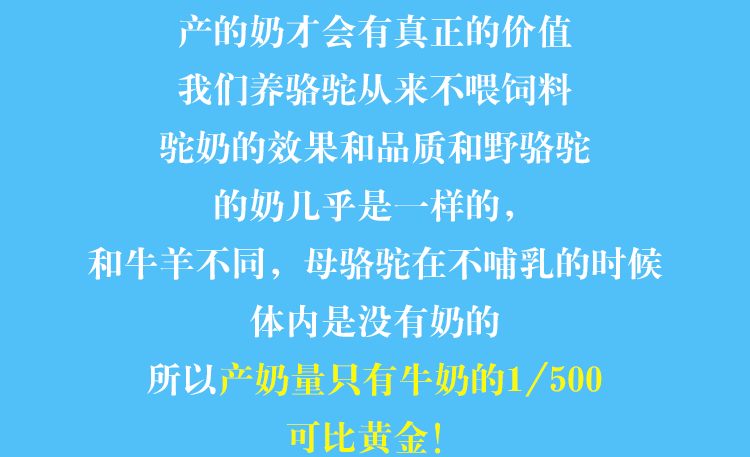 产的奶才会有真正的价值
我们养骆驼从来不喂饲料
驼奶的效果和品质和野骆驼
的奶几乎是一样的，
和牛羊不同，母骆驼在不哺乳的时候
体内是没有奶的
所以产奶量只有牛奶的1/500
可比黄金！